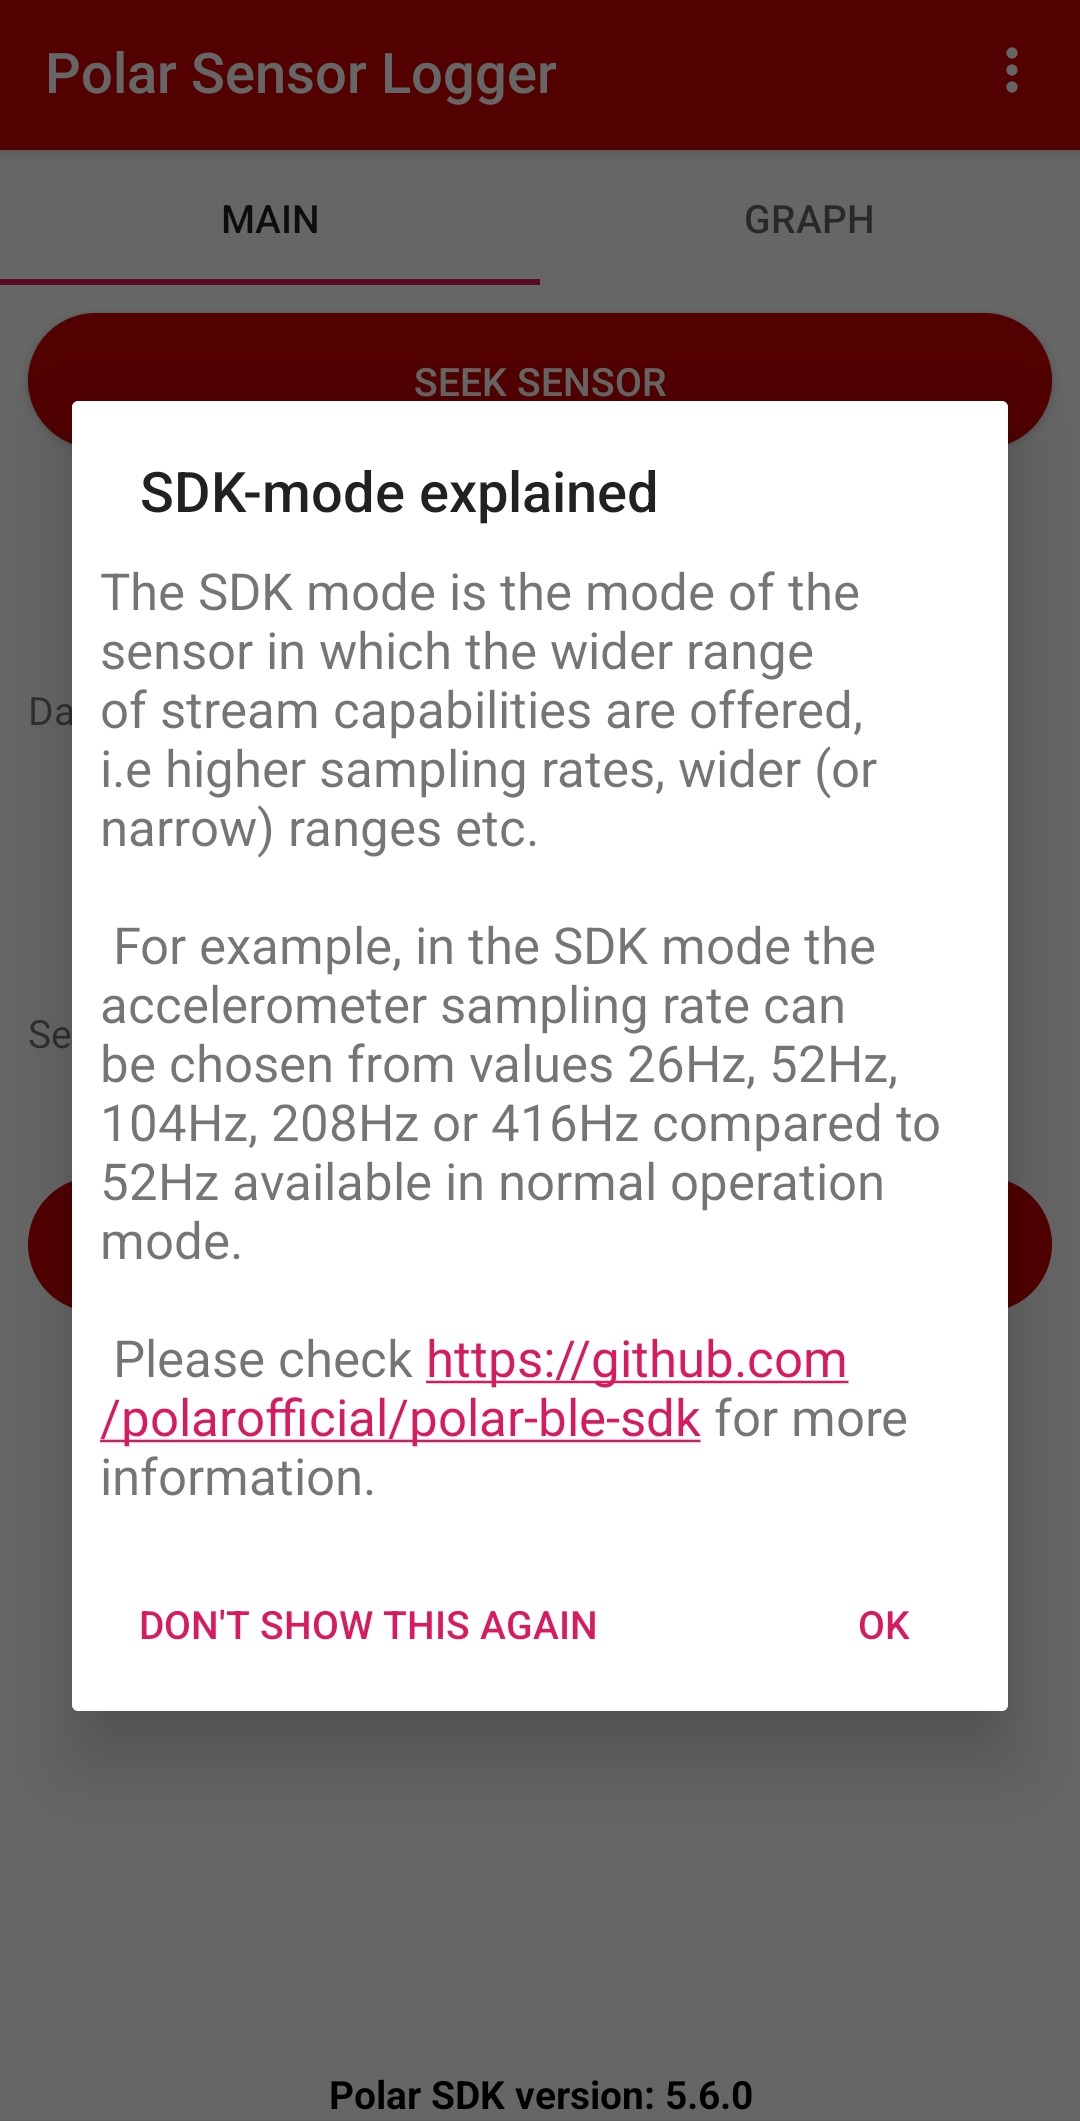 Polar Sensor Logger
MAIN
GRAPH
SEEK SENSOR
SDK-mode explained
The SDK mode is the mode of the
sensor in which the wider range
of stream capabilities are offered,
i.e higher sampling rates, wider (or
narrow) ranges etc.
For example, in the SDK mode the
accelerometer sampling rate can
be chosen from values 26Hz, 52Hz,
104Hz, 208Hz or 416Hz compared to
52Hz available in normal operation
mode.
Please check https://github.com
/polarofficial/polar-ble-sdk for more
information.
DON'T SHOW THIS AGAIN
OK
Polar SDK version: 5.6.0